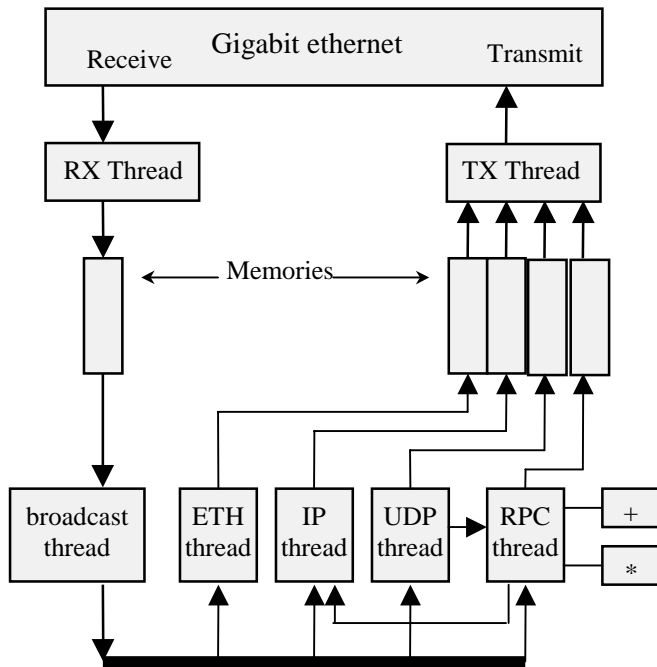 Gigabit ethernet
Receive
Transmit
RX Thread
TX Thread
Memories
broadcast
thread
ETH
thread
IP
thread
UDP
thread
RPC
thread
+
*